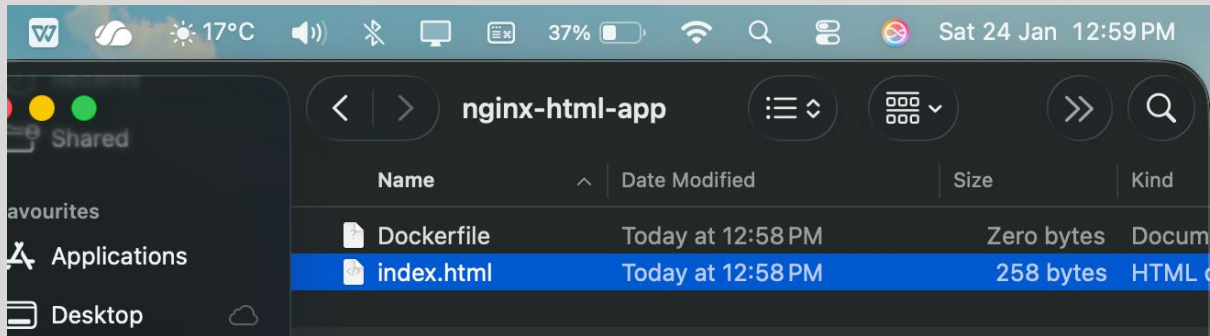 17°C 37% Sat 24 Jan 12:59 PM
nginx-html-app
Shared
Name Date Modified Size Kind
avourites
Dockerfile Today at 12:58 PM Zero bytes Docum
Applications
index.html Today at 12:58 PM 258 bytes HTML
Desktop